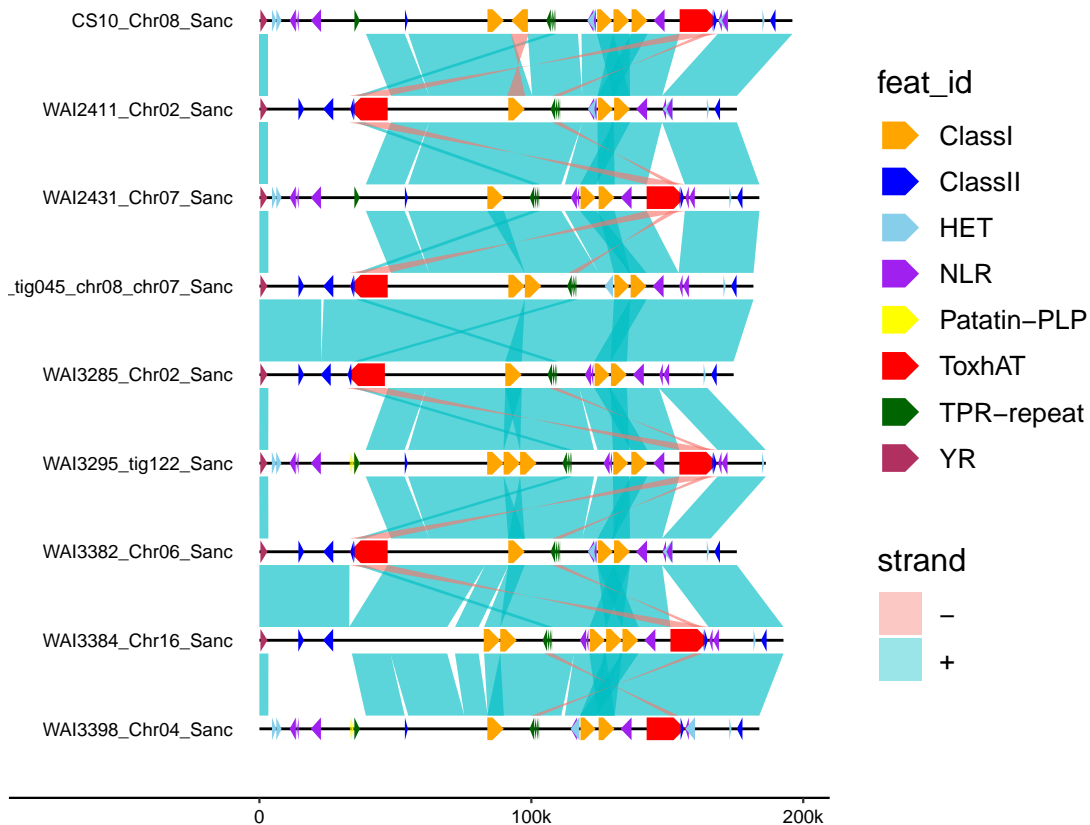 CS10_Chr08_Sanc
WAI2411_Chr02_Sanc
WAI2431_Chr07_Sanc
_tig045_chr08_chr07_Sanc
WAI3285_Chr02_Sanc
WAI3295_tig122_Sanc
WAI3382_Chr06_Sanc
WAI3384_Chr16_Sanc
WAI3398_Chr04_Sanc
0
100k
200k
feat_id
ClassI
ClassII
HET
NLR
Patatin−PLP
ToxhAT
TPR−repeat
YR
strand
−
+